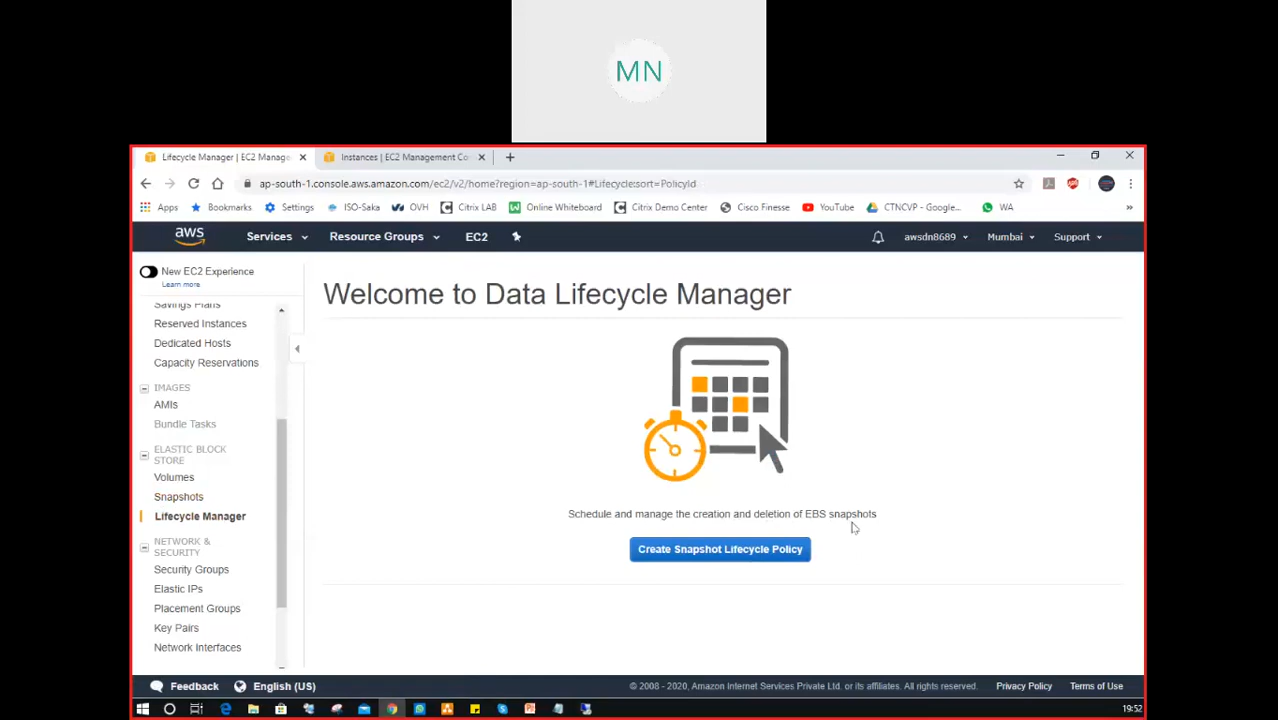 MN
Lifecycle Manager | EC2 Manage
Instances | EC2 Management Co
ap-south-1.console.aws.amazon.com/ec2/v2/home?region=ap-south-1#Lifecycle:sort=PolicyId
Apps Bookmarks Settings ISO-Saka OVH Citrix LAB Online Whiteboard Citrix Demo Center Cisco Finesse YouTube CTNCVP - Google... WA »
aws Services Resource Groups EC2 awsdn8689 Mumbai Support
New EC2 Experience
Learn more
Savings Plans
Reserved Instances
Dedicated Hosts
Capacity Reservations
IMAGES
AMIs
Bundle Tasks
ELASTIC BLOCK
STORE
Volumes
Snapshots
Lifecycle Manager
NETWORK &
SECURITY
Security Groups
Elastic IPs
Placement Groups
Key Pairs
Network Interfaces
Welcome to Data Lifecycle Manager
Schedule and manage the creation and deletion of EBS snapshots
Create Snapshot Lifecycle Policy
Feedback English (US) © 2008 - 2020, Amazon Internet Services Private Ltd. or its affiliates. All rights reserved. Privacy Policy Terms of Use
19:52